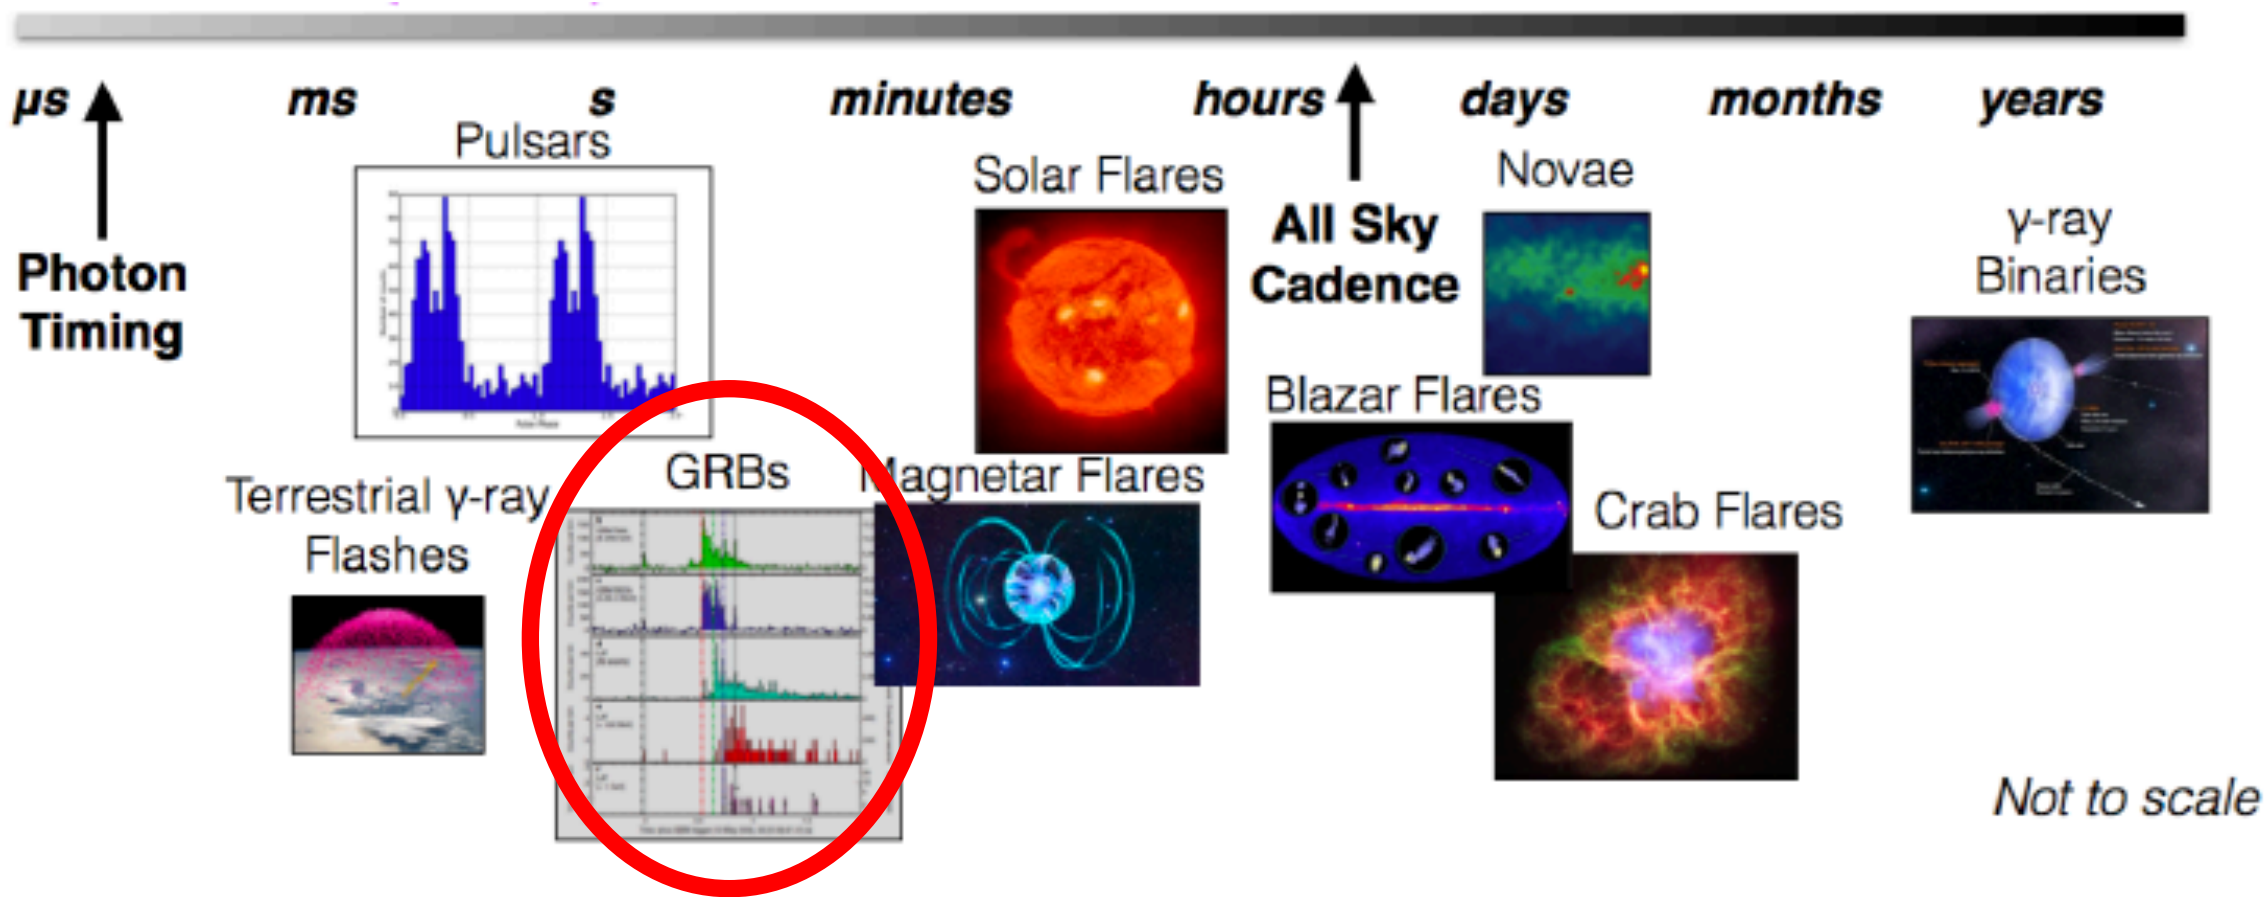 µs ms s minutes hours days months years
Photon
Timing
Pulsars
Solar Flares
All Sky
Cadence
Novae
γ-ray
Binaries
Terrestrial γ-ray
Flashes
GRBs
Magnetar Flares
Blazar Flares
Crab Flares
Not to scale